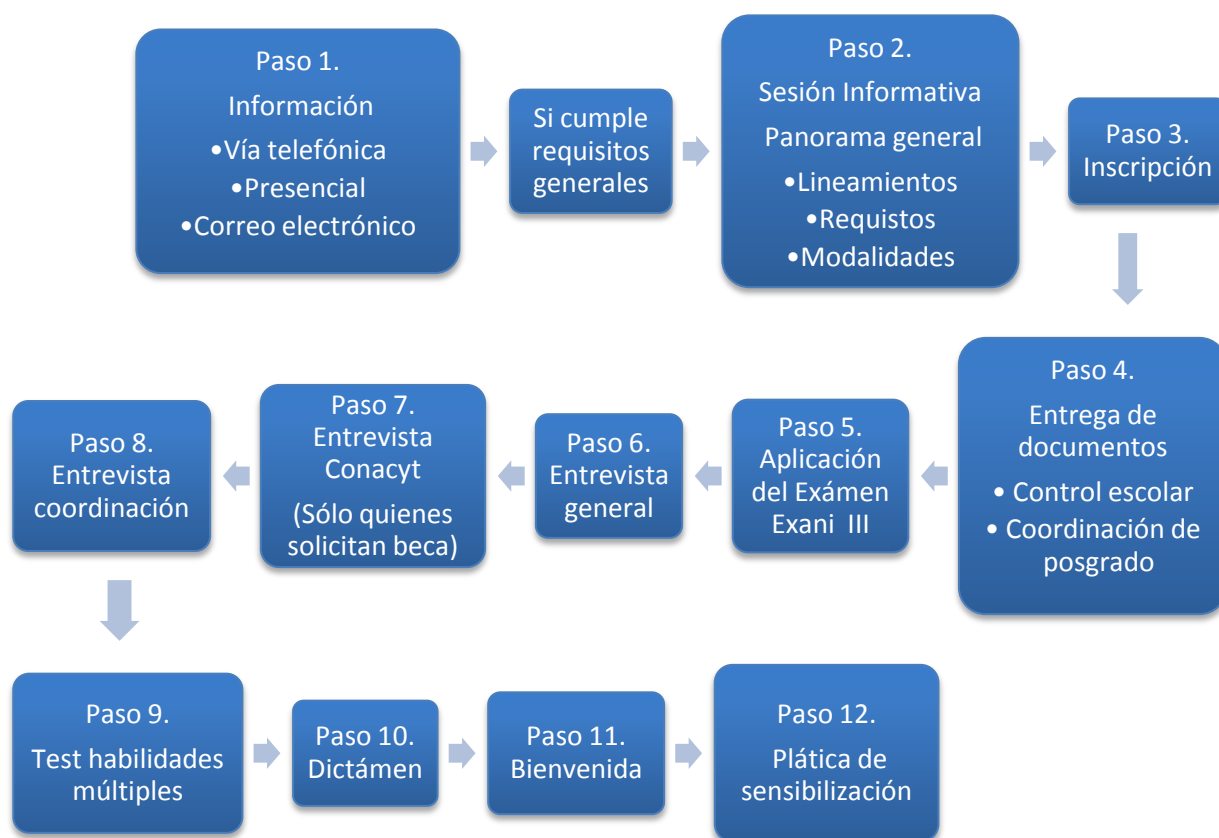 Paso 1.
Información
•Vía telefónica
•Presencial
•Correo electrónico
Si cumple
requisitos
generales
Paso 2.
Sesión Informativa
Panorama general
•Lineamientos
•Requistos
•Modalidades
Paso 3.
Inscripción
Paso 4.
Entrega de
documentos
• Control escolar
• Coordinación de
posgrado
Paso 5.
Aplicación
del Exámen
Exani III
Paso 6.
Entrevista
general
Paso 7.
Entrevista
Conacyt
(Sólo quienes
solicitan beca)
Paso 8.
Entrevista
coordinación
Paso 9.
Test habilidades
múltiples
Paso 10.
Dictámen
Paso 11.
Bienvenida
Paso 12.
Plática de
sensibilización